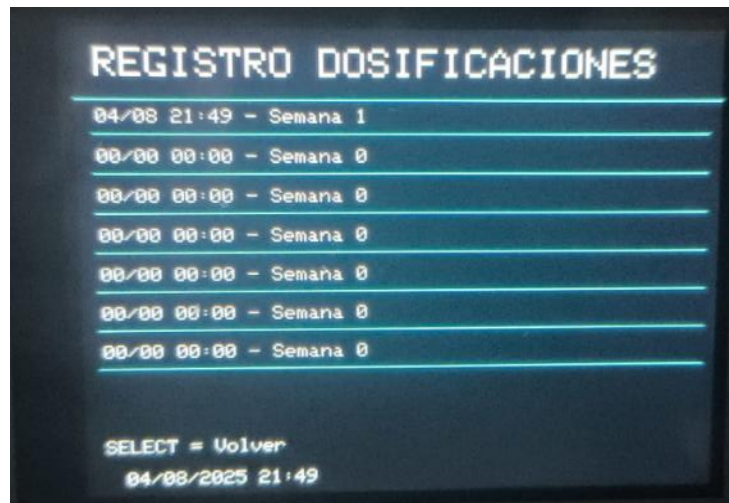 REGISTRO DOSIFICACIONES
04/08 21:49 - Semana 1
00/00 00:00 - Semana 0
00/00 00:00 - Semana 0
00/00 00:00 - Semana 0
00/00 00:00 - Semana 0
00/00 00:00 - Semana 0
00/00 00:00 - Semana 0
SELECT = Volver
04/08/2025 21:49